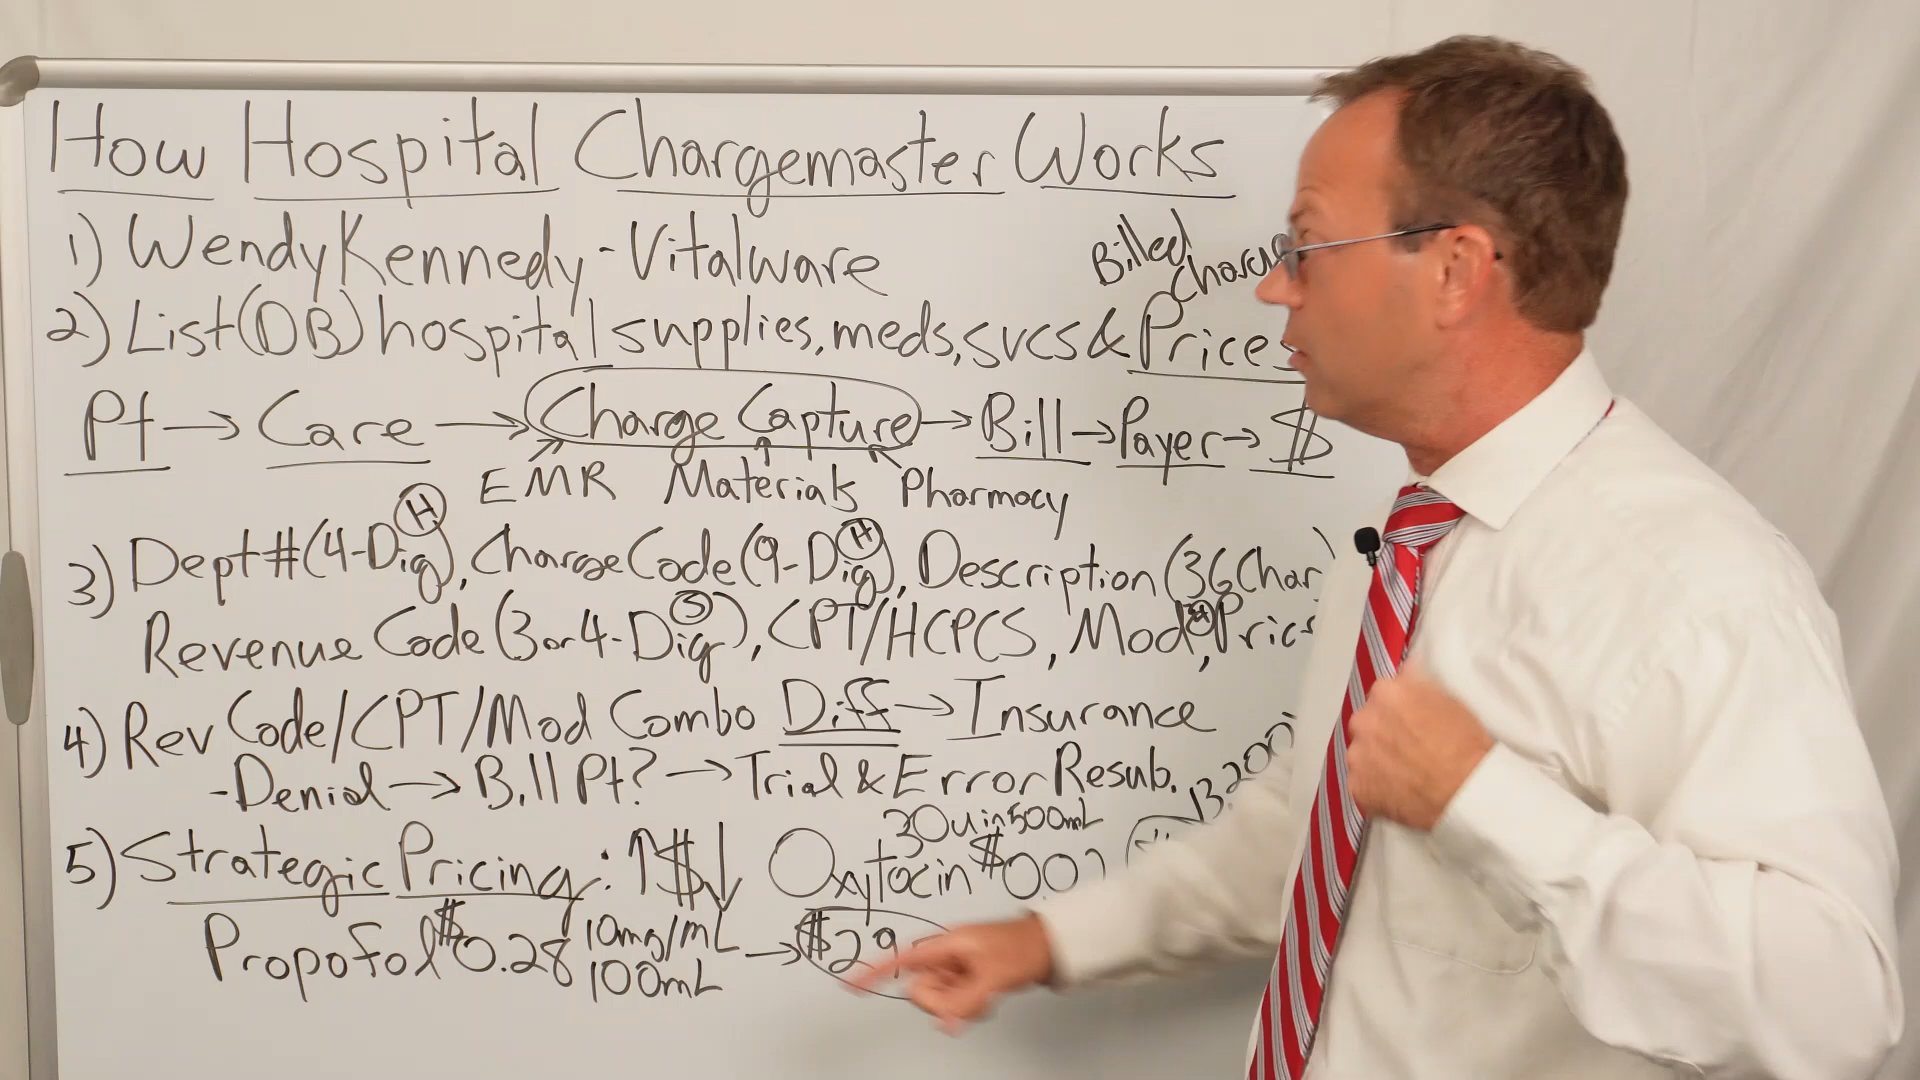 How Hospital Chargemaster Works
1) Wendy Kennedy - Vitalware
Billed
2) List (DB) hospital supplies, meds, svcs & Prices
Pt → Care → Charge Capture → Bill → Payer → $
EMR Materials Pharmacy
3) Dept # (4-Dig), Charge Code (9-Dig), Description (36 Char)
H H
Revenue Code (3 or 4-Dig), CPT/HCPCS, Mod,
4) Rev Code/CPT/Mod Combo Diff → Insurance
- Denial → Bill Pt? → Trial & Error Resub.
30u in 500mL
5) Strategic Pricing: ↑$↓ Oxytocin
Propofol $0.28 10mg/mL → $29
100mL